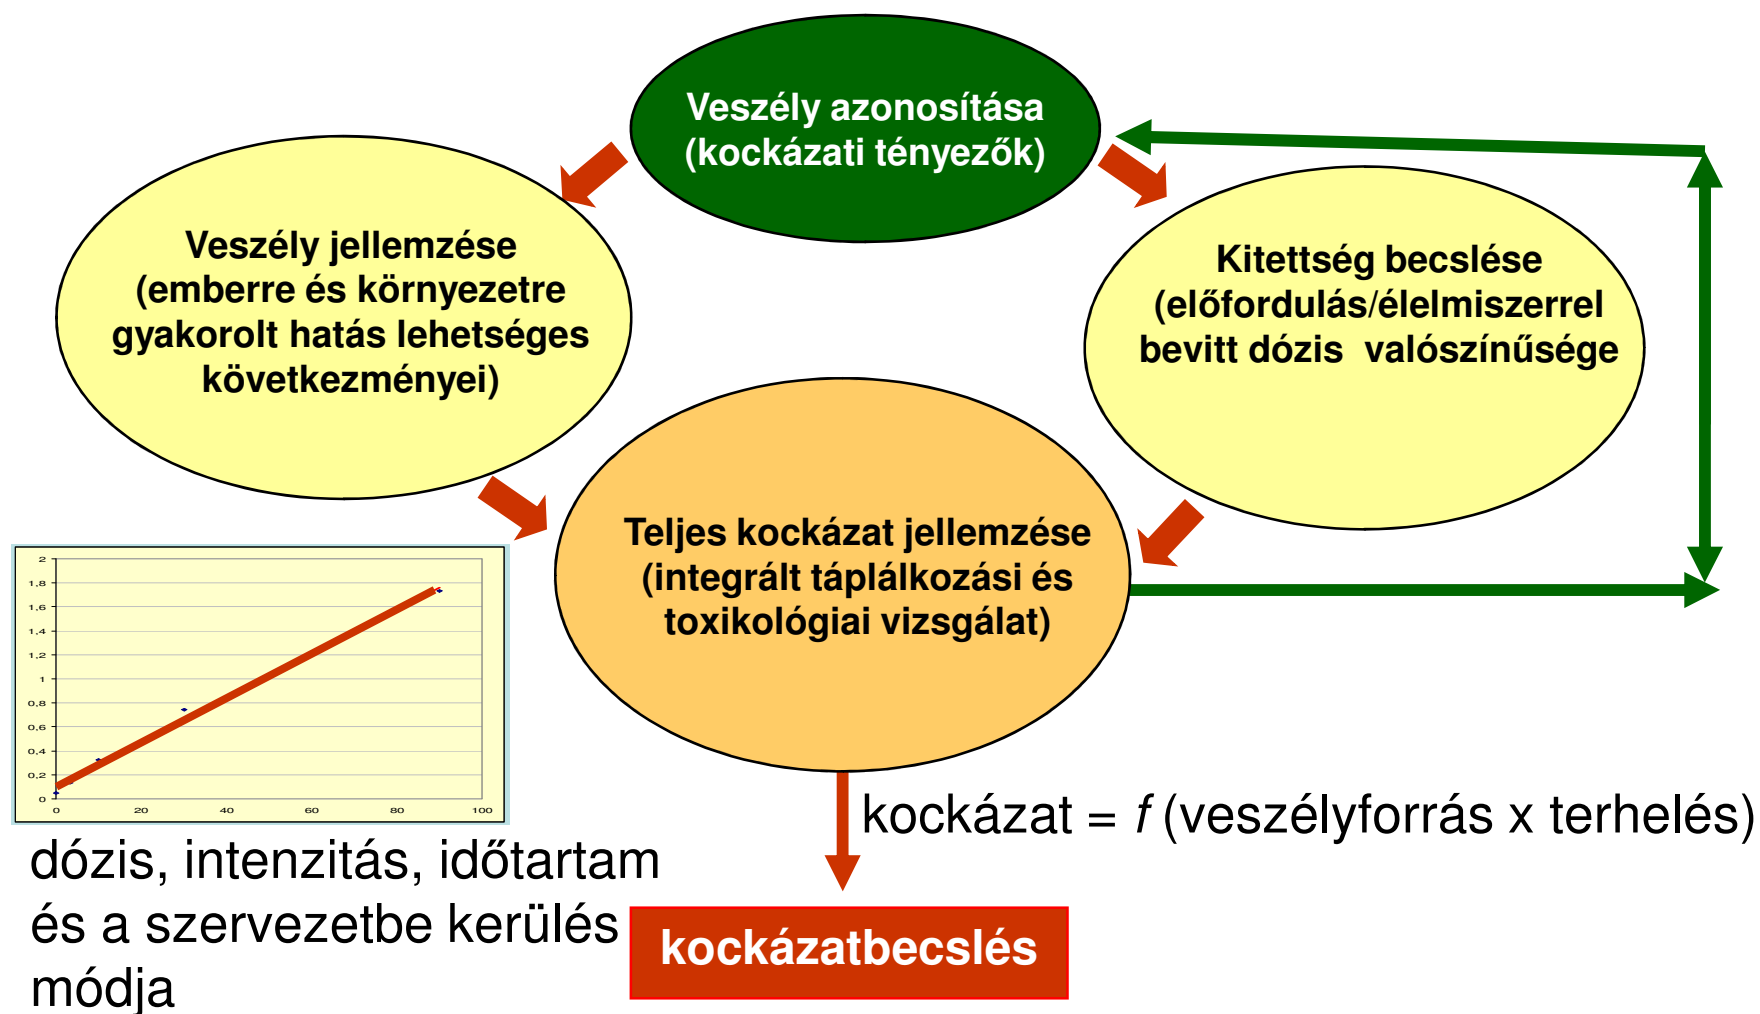 Veszély azonosítása
(kockázati tényezők)
Veszély jellemzése
(emberre és környezetre
gyakorolt hatás lehetséges
következményei)
Kitettség becslése
(előfordulás/élelmiszerrel
bevitt dózis valószínűsége
Teljes kockázat jellemzése
(integrált táplálkozási és
toxikológiai vizsgálat)
2
1,8
1,6
1,4
1,2
1
0,8
0,6
0,4
0,2
0
0 20 40 60 80 100
kockázat = f (veszélyforrás x terhelés)
dózis, intenzitás, időtartam
és a szervezetbe kerülés
módja
kockázatbecslés